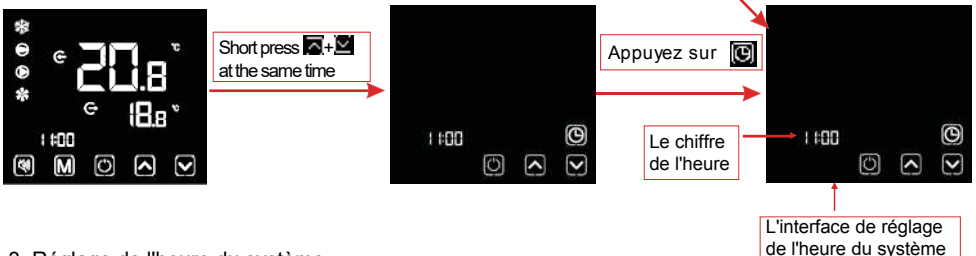 20.8 °C
18.8 °C
11:00
M
Short press + at the same time
11:00
Appuyez sur
Le chiffre
de l'heure
11:00
L'interface de réglage
de l'heure du système